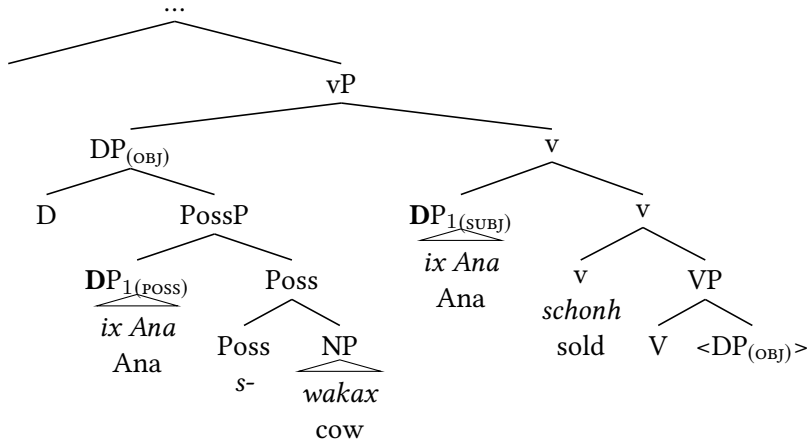 ...
vP
DP(OBJ) v
D PossP DP1(SUBJ) v
ix Ana
Ana
DP1(POSS) Poss v VP
ix Ana
Ana
schonh
sold
Poss NP V <DP(OBJ)>
s- wakax
cow